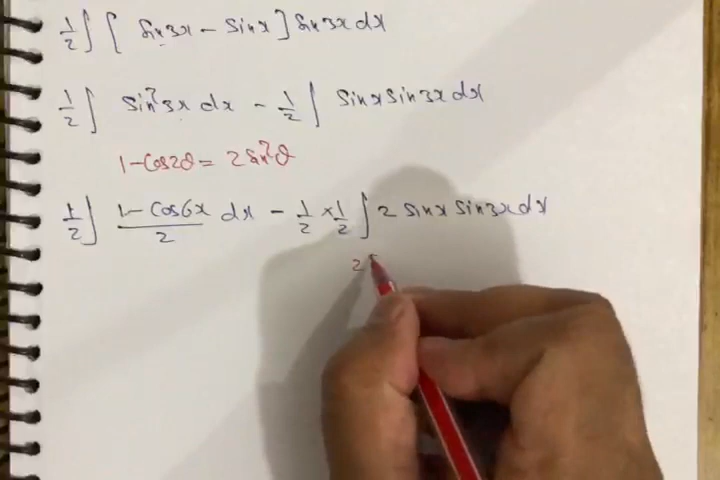 1/2 ∫ [ sin3x − sinx ] sin3x dx
1/2 ∫ sin²3x dx − 1/2 ∫ sinx sin3x dx
1−cos2θ = 2sin²θ
1/2 ∫ 1−cos6x/2 dx − 1/2 × 1/2 ∫ 2 sinx sin3x dx
2